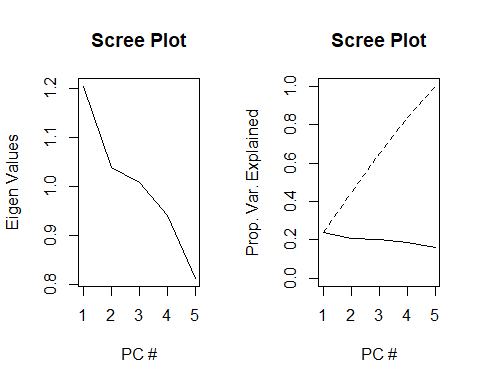 Scree Plot
Eigen Values
1.2
1.1
1.0
0.9
0.8
1 2 3 4 5
PC #
Scree Plot
Prop. Var. Explained
1.0
0.8
0.6
0.4
0.2
0.0
1 2 3 4 5
PC #